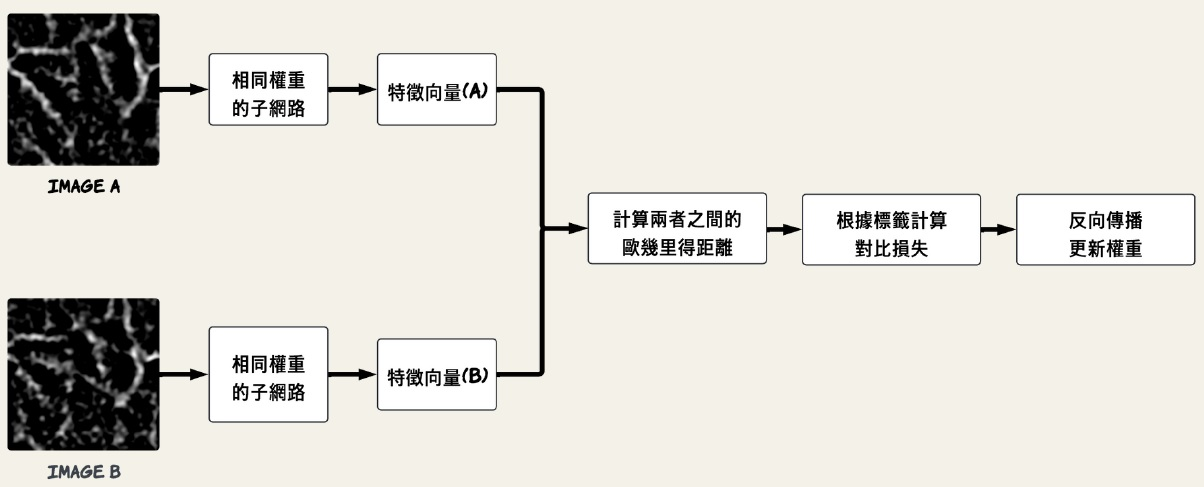 相同權重
的子網路
特徵向量(A)
IMAGE A
計算兩者之間的
歐幾里得距離
根據標籤計算
對比損失
反向傳播
更新權重
相同權重
的子網路
特徵向量(B)
IMAGE B